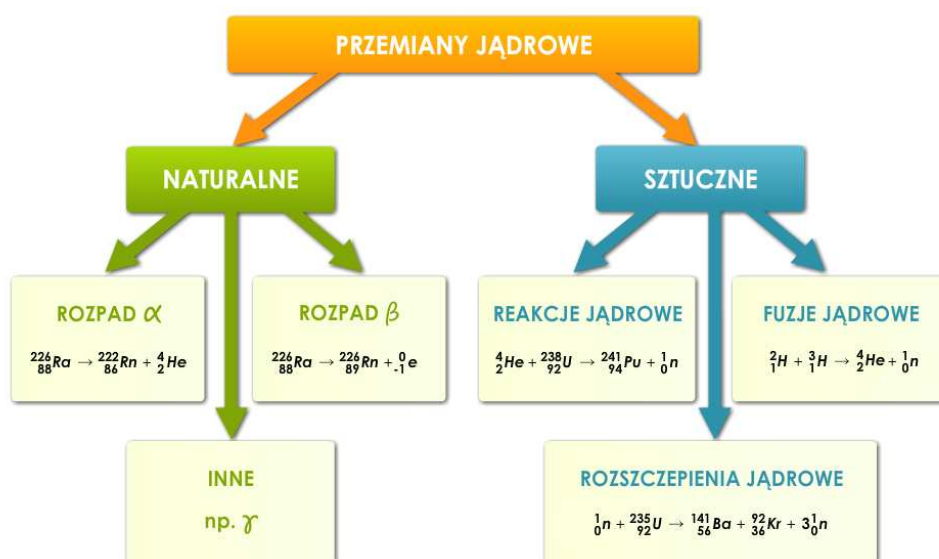 PRZEMIANY JĄDROWE
NATURALNE
SZTUCZNE
ROZPAD α
²²⁶₈₈Ra → ²²²₈₆Rn + ⁴₂He
ROZPAD β
²²⁶₈₈Ra → ²²⁶₈₉Rn + ⁰₋₁e
REAKCJE JĄDROWE
⁴₂He + ²³⁸₉₂U → ²⁴¹₉₄Pu + ¹₀n
FUZJE JĄDROWE
²₁H + ³₁H → ⁴₂He + ¹₀n
INNE
np. γ
ROZSZCZEPIENIA JĄDROWE
¹₀n + ²³⁵₉₂U → ¹⁴¹₅₆Ba + ⁹²₃₆Kr + 3¹₀n